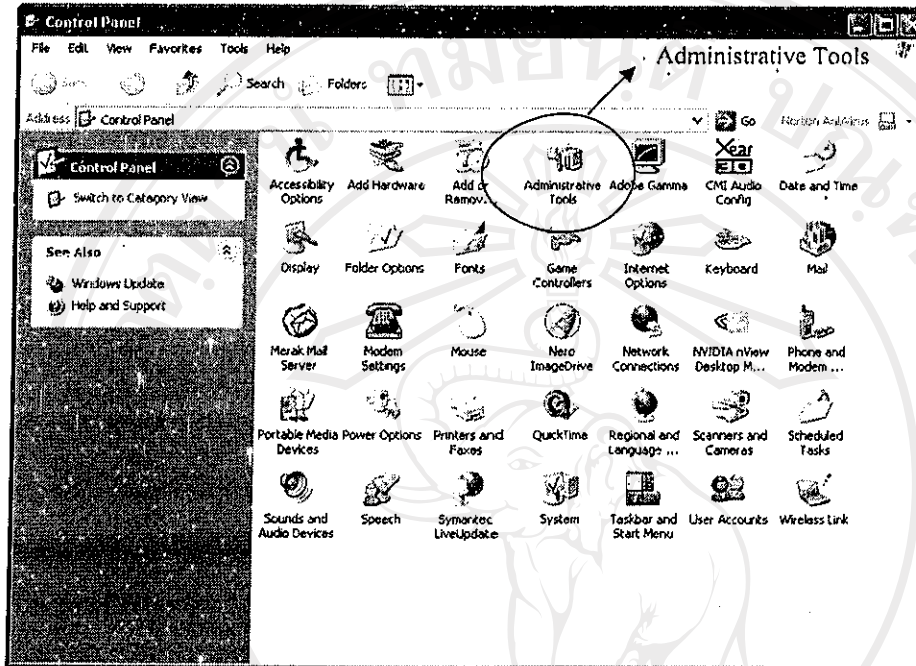 Control Panel
File Edit View Favorites Tools Help
Administrative Tools
Search Folders
Address Control Panel Go Norton AntiVirus
Control Panel
Switch to Category View
See Also
Windows Update
Help and Support
Accessibility Options
Add Hardware
Add or Remov...
Administrative Tools
Adobe Gamma
CMI Audio Config
Date and Time
Display
Folder Options
Fonts
Game Controllers
Internet Options
Keyboard
Mail
Merak Mail Server
Modem Settings
Mouse
Nero ImageDrive
Network Connections
NVIDIA nView Desktop M...
Phone and Modem ...
Portable Media Devices
Power Options
Printers and Faxes
QuickTime
Regional and Language ...
Scanners and Cameras
Scheduled Tasks
Sounds and Audio Devices
Speech
Symantec LiveUpdate
System
Taskbar and Start Menu
User Accounts
Wireless Link